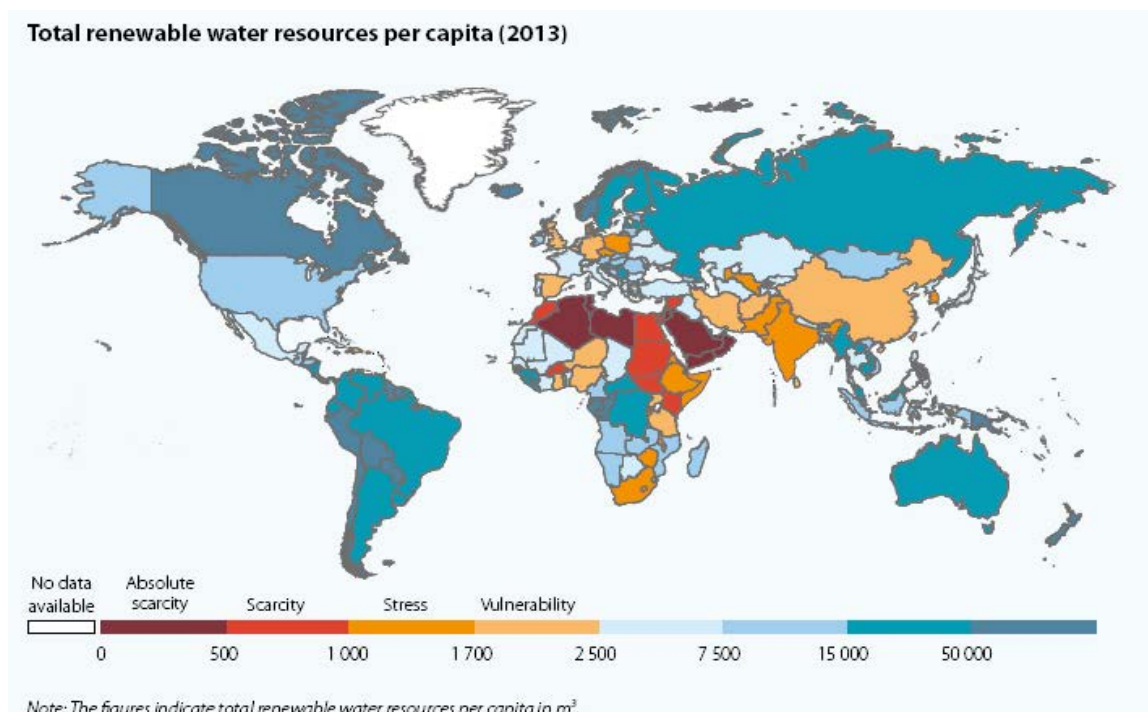 Total renewable water resources per capita (2013)
No data available
Absolute scarcity
Scarcity
Stress
Vulnerability
0 500 1 000 1 700 2 500 7 500 15 000 50 000
Note: The figures indicate total renewable water resources per capita in m³.